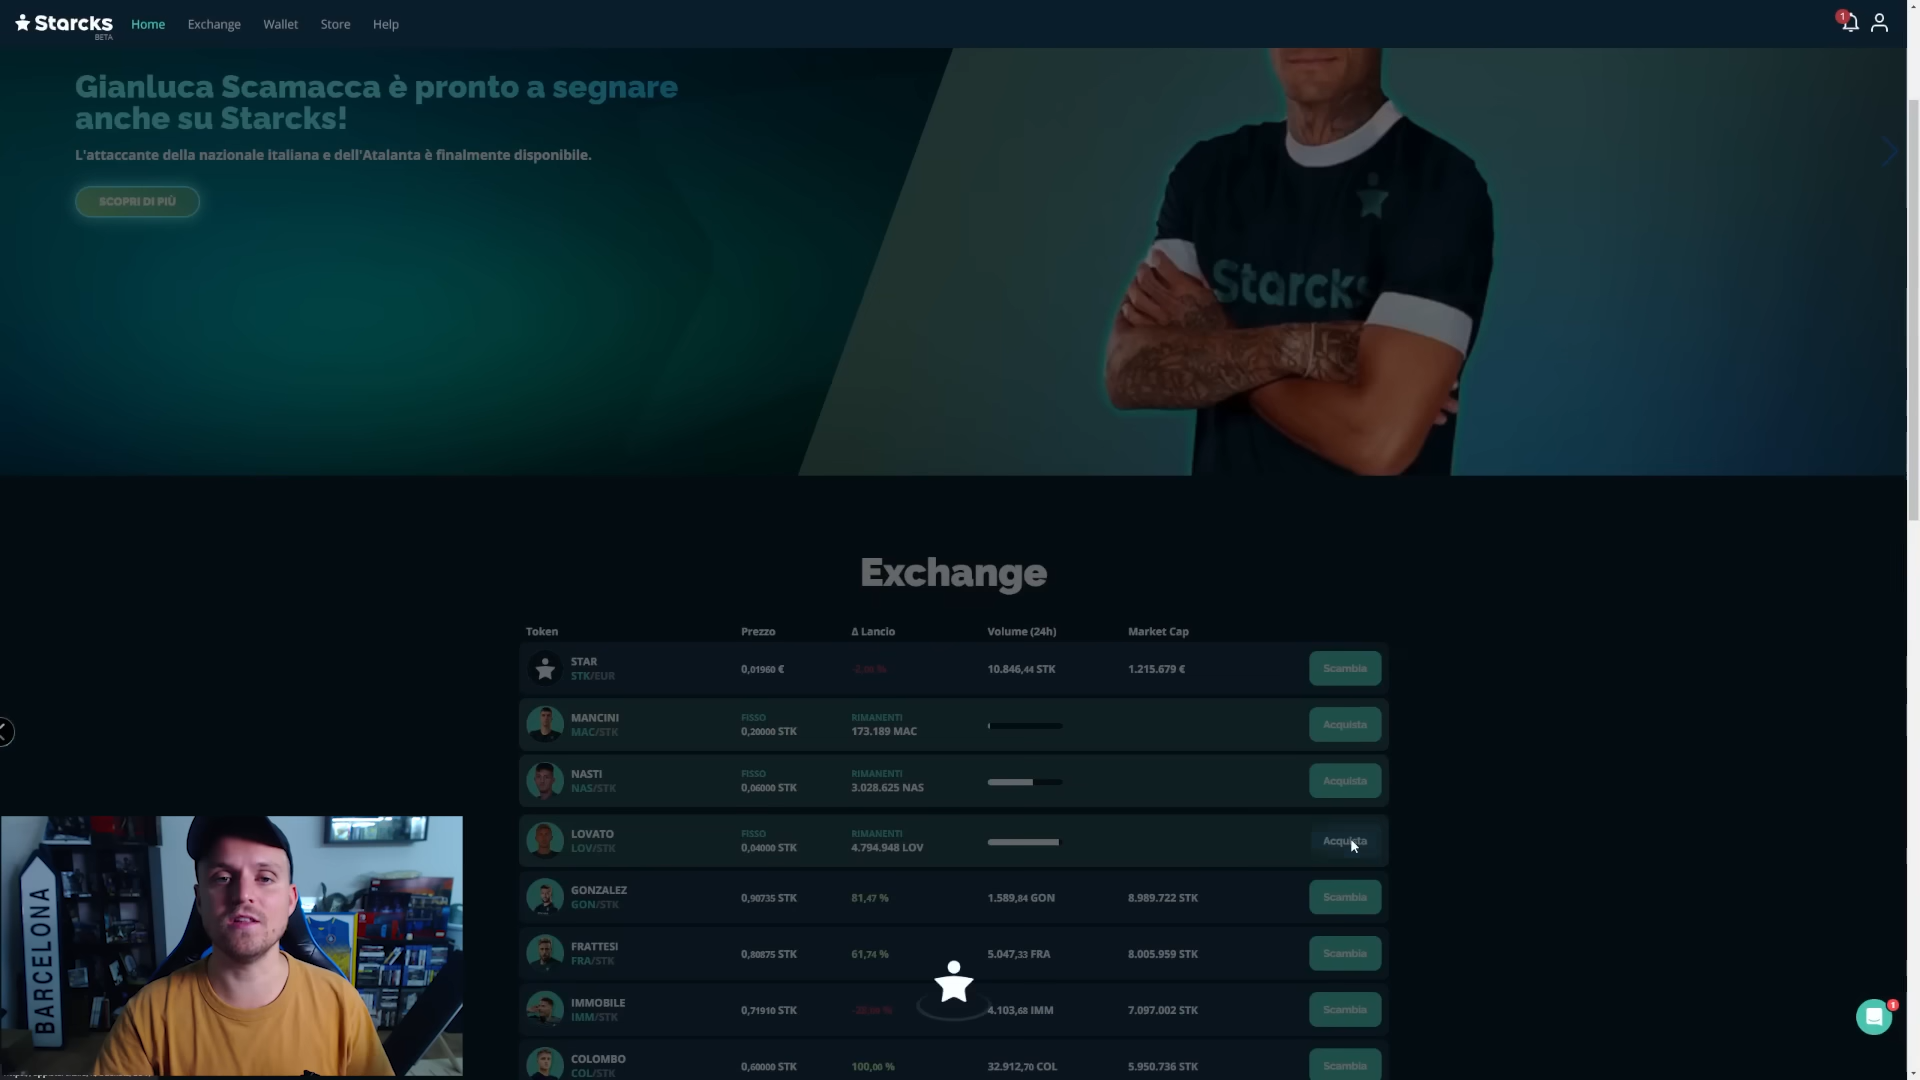 Starcks
BETA
Home
Exchange
Wallet
Store
Help
1
Gianluca Scamacca è pronto a segnare
anche su Starcks!
L'attaccante della nazionale italiana e dell'Atalanta è finalmente disponibile.
SCOPRI DI PIÙ
Starcks
Exchange
Token Prezzo Δ Lancio Volume (24h) Market Cap
STAR
STK/EUR
0,01960 €
-2,00 %
10.846,44 STK
1.215.679 €
Scambia
MANCINI
MAC/STK
FISSO
0,20000 STK
RIMANENTI
173.189 MAC
Acquista
NASTI
NAS/STK
FISSO
0,06000 STK
RIMANENTI
3.028.625 NAS
Acquista
LOVATO
LOV/STK
FISSO
0,04000 STK
RIMANENTI
4.794.948 LOV
Acquista
GONZALEZ
GON/STK
0,90735 STK
81,47 %
1.589,84 GON
8.989.722 STK
Scambia
FRATTESI
FRA/STK
0,80875 STK
61,74 %
5.047,33 FRA
8.005.959 STK
Scambia
IMMOBILE
IMM/STK
0,71910 STK
4.103,68 IMM
7.097.002 STK
Scambia
COLOMBO
COL/STK
0,60000 STK
100,00 %
32.912,70 COL
5.950.736 STK
Scambia
BARCELONA
1